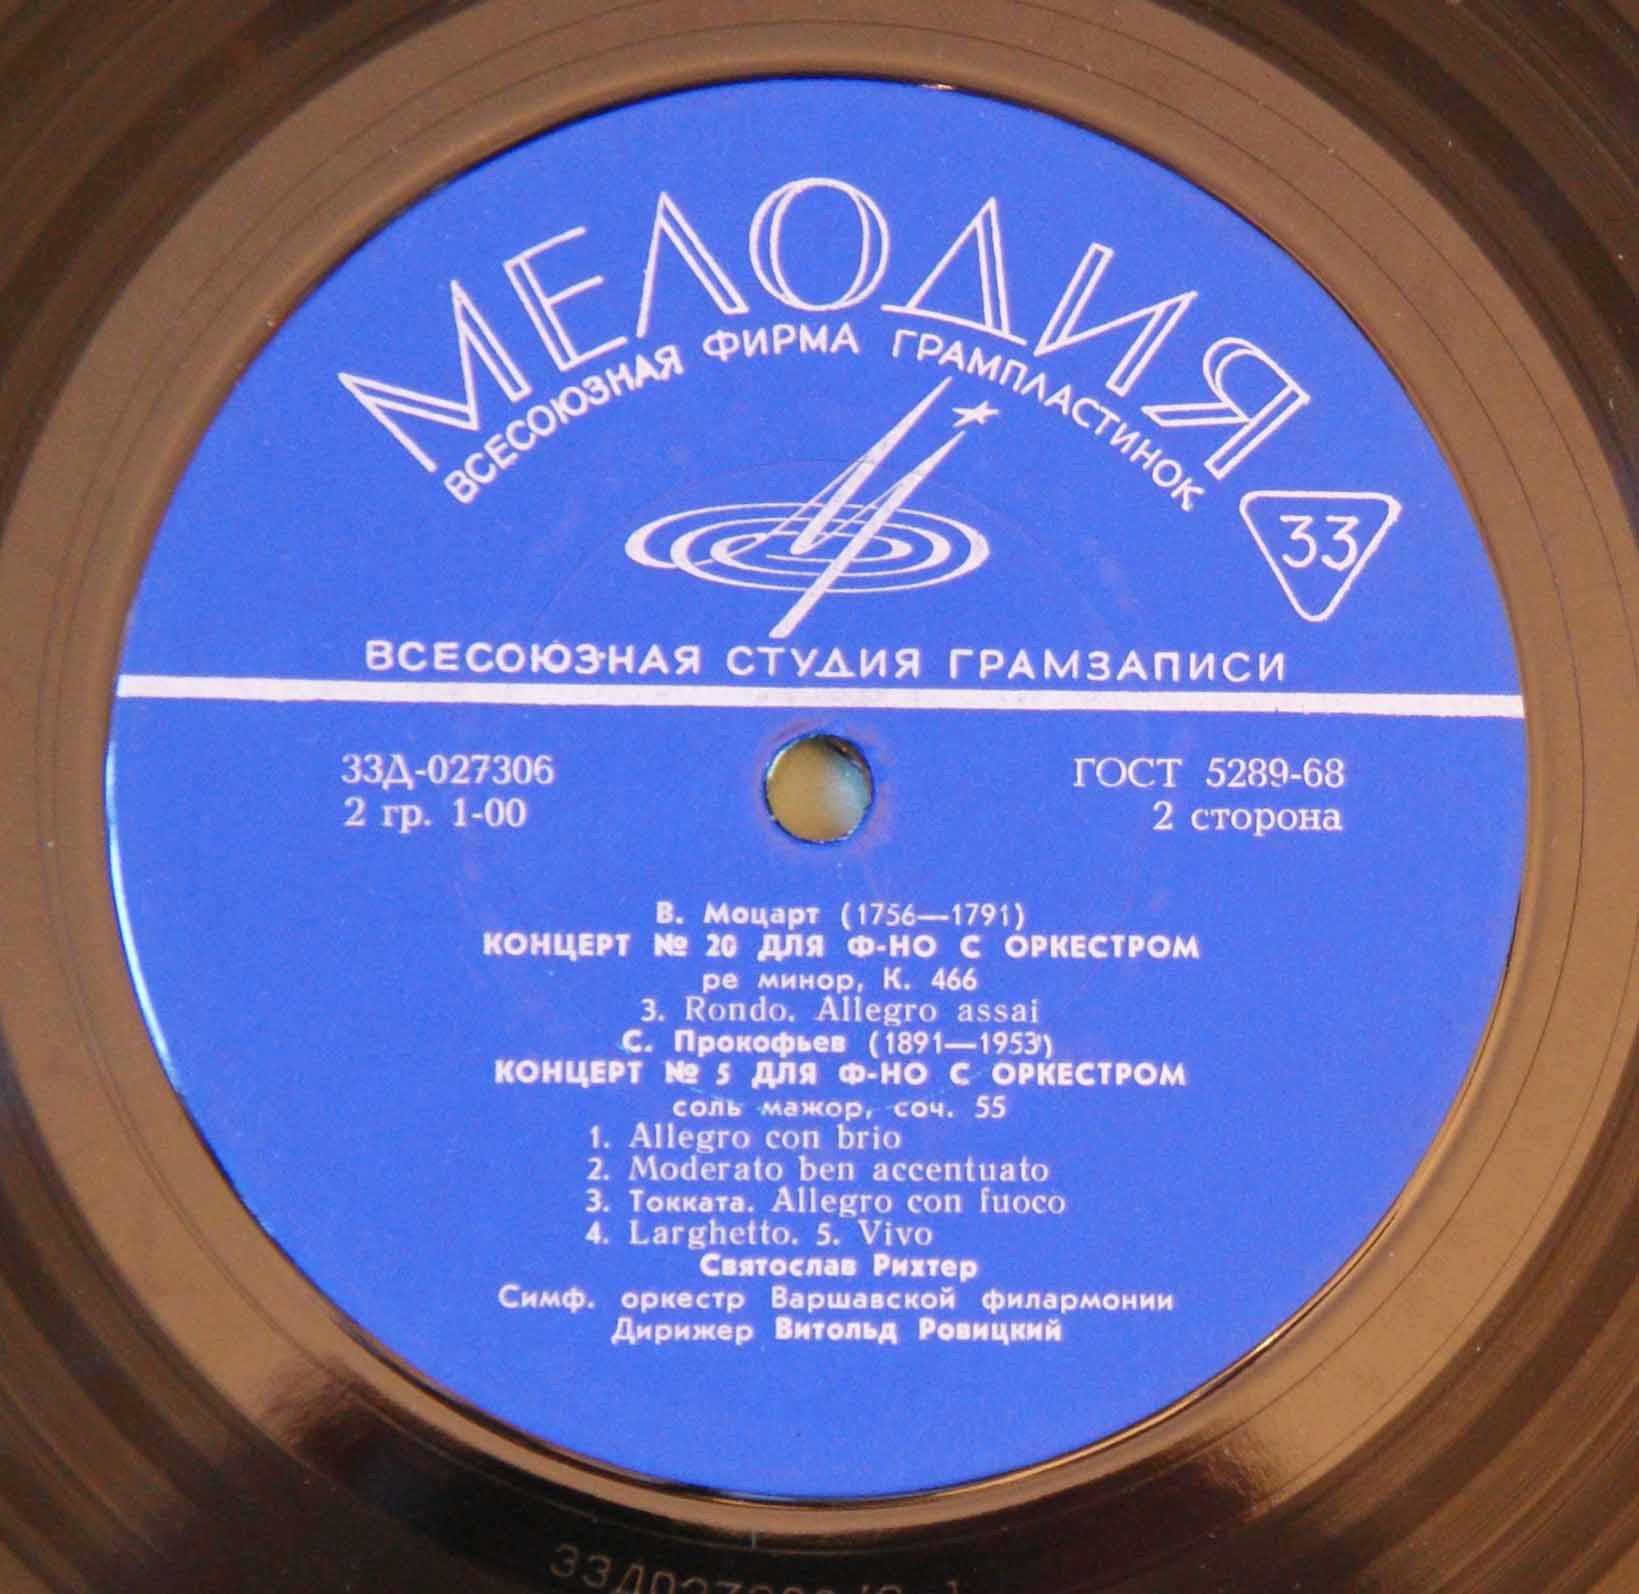 МЕЛОДИЯ
ВСЕСОЮЗНАЯ ФИРМА ГРАМПЛАСТИНОК
33
ВСЕСОЮЗНАЯ СТУДИЯ ГРАМЗАПИСИ
33Д-027306
2 гр. 1-00
ГОСТ 5289-68
2 сторона
В. Моцарт (1756—1791)
КОНЦЕРТ № 20 ДЛЯ Ф-НО С ОРКЕСТРОМ
ре минор, К. 466
3. Rondo. Allegro assai
С. Прокофьев (1891—1953)
КОНЦЕРТ № 5 ДЛЯ Ф-НО С ОРКЕСТРОМ
соль мажор, соч. 55
1. Allegro con brio
2. Moderato ben accentuato
3. Токката. Allegro con fuoco
4. Larghetto. 5. Vivo
Святослав Рихтер
Симф. оркестр Варшавской филармонии
Дирижер Витольд Ровицкий